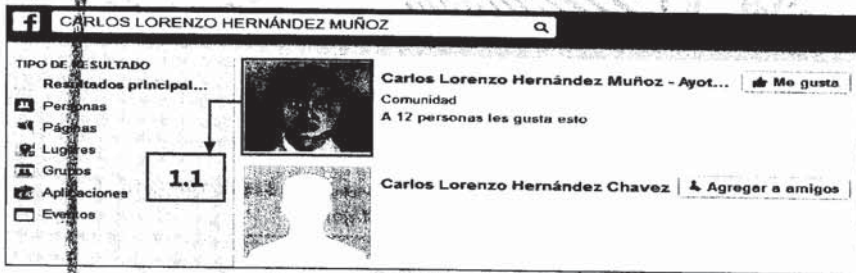 f CARLOS LORENZO HERNÁNDEZ MUÑOZ
TIPO DE RESULTADO
Resultados principal...
Personas
Páginas
Lugares
Grupos
Aplicaciones
Eventos
1.1
Carlos Lorenzo Hernández Muñoz - Ayot... Me gusta
Comunidad
A 12 personas les gusta esto
Carlos Lorenzo Hernández Chavez Agregar a amigos